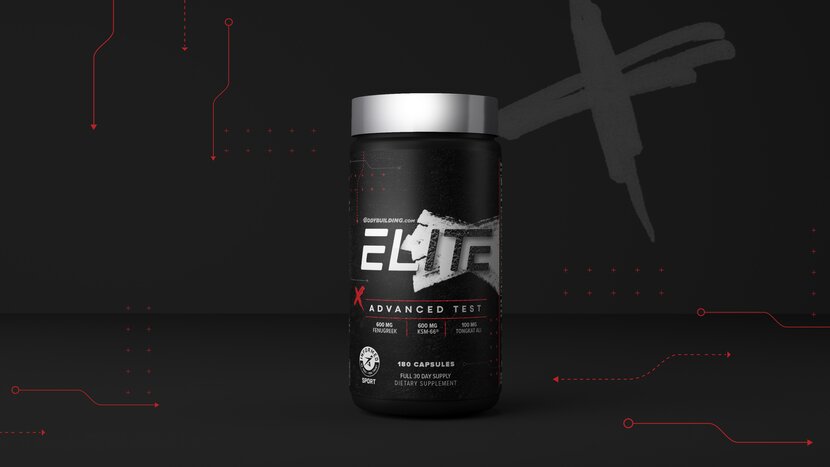 BODYBUILDING.com
ELITE
X ADVANCED TEST
600 MG
FENUGREEK
600 MG
KSM-66®
100 MG
TONGKAT ALI
180 CAPSULES
FULL 30 DAY SUPPLY
DIETARY SUPPLEMENT
SPORT